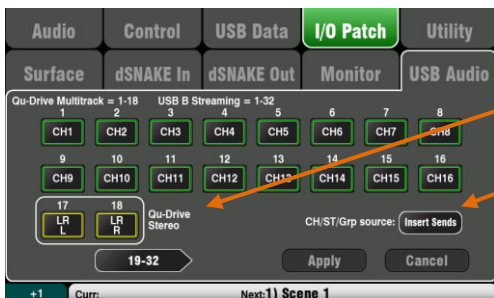 Audio Control USB Data I/O Patch Utility
Surface dSNAKE In dSNAKE Out Monitor USB Audio
Qu-Drive Multitrack = 1-18 USB B Streaming = 1-32
1 2 3 4 5 6 7 8
CH1 CH2 CH3 CH4 CH5 CH6 CH7 CH8
9 10 11 12 13 14 15 16
CH9 CH10 CH11 CH12 CH13 CH14 CH15 CH16
17 18
LR L LR R Qu-Drive Stereo
CH/ST/Grp source: Insert Sends
19-32 Apply Cancel
+1 Curr: Next:1) Scene 1